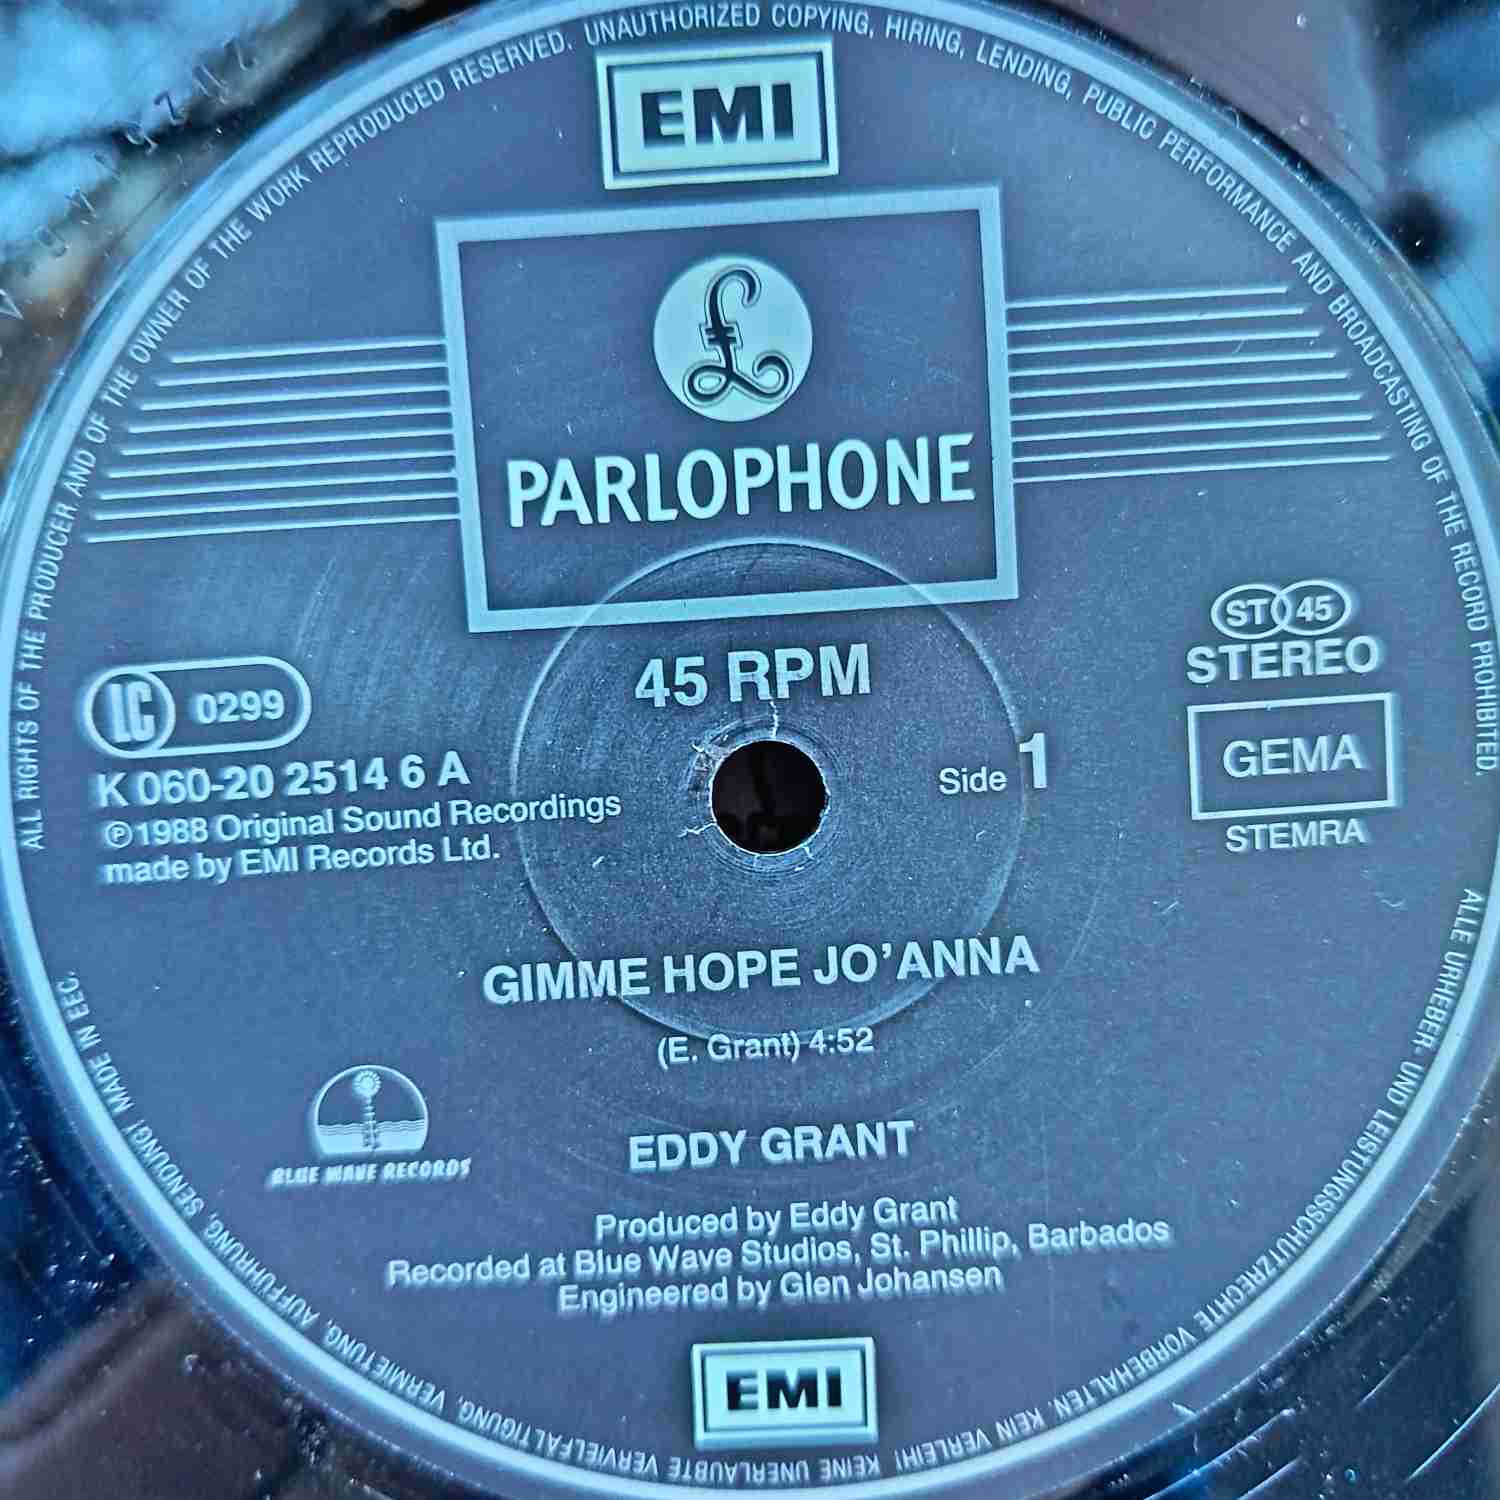 ALL RIGHTS OF THE PRODUCER AND OF THE OWNER OF THE WORK REPRODUCED RESERVED. UNAUTHORIZED COPYING, HIRING, LENDING, PUBLIC PERFORMANCE AND BROADCASTING OF THE RECORD PROHIBITED.
EMI
£
PARLOPHONE
45 RPM
ST 45
STEREO
LC 0299
GEMA
STEMRA
Side 1
K 060-20 2514 6 A
℗1988 Original Sound Recordings
made by EMI Records Ltd.
GIMME HOPE JO'ANNA
(E. Grant) 4:52
BLUE WAVE RECORDS
EDDY GRANT
Produced by Eddy Grant
Recorded at Blue Wave Studios, St. Phillip, Barbados
Engineered by Glen Johansen
EMI
ALLE URHEBER- UND LEISTUNGSSCHUTZRECHTE VORBEHALTEN. KEIN VERLEIH! KEINE UNERLAUBTE VERVIELFÄLTIGUNG, VERMIETUNG, AUFFÜHRUNG, SENDUNG! MADE IN EEC.